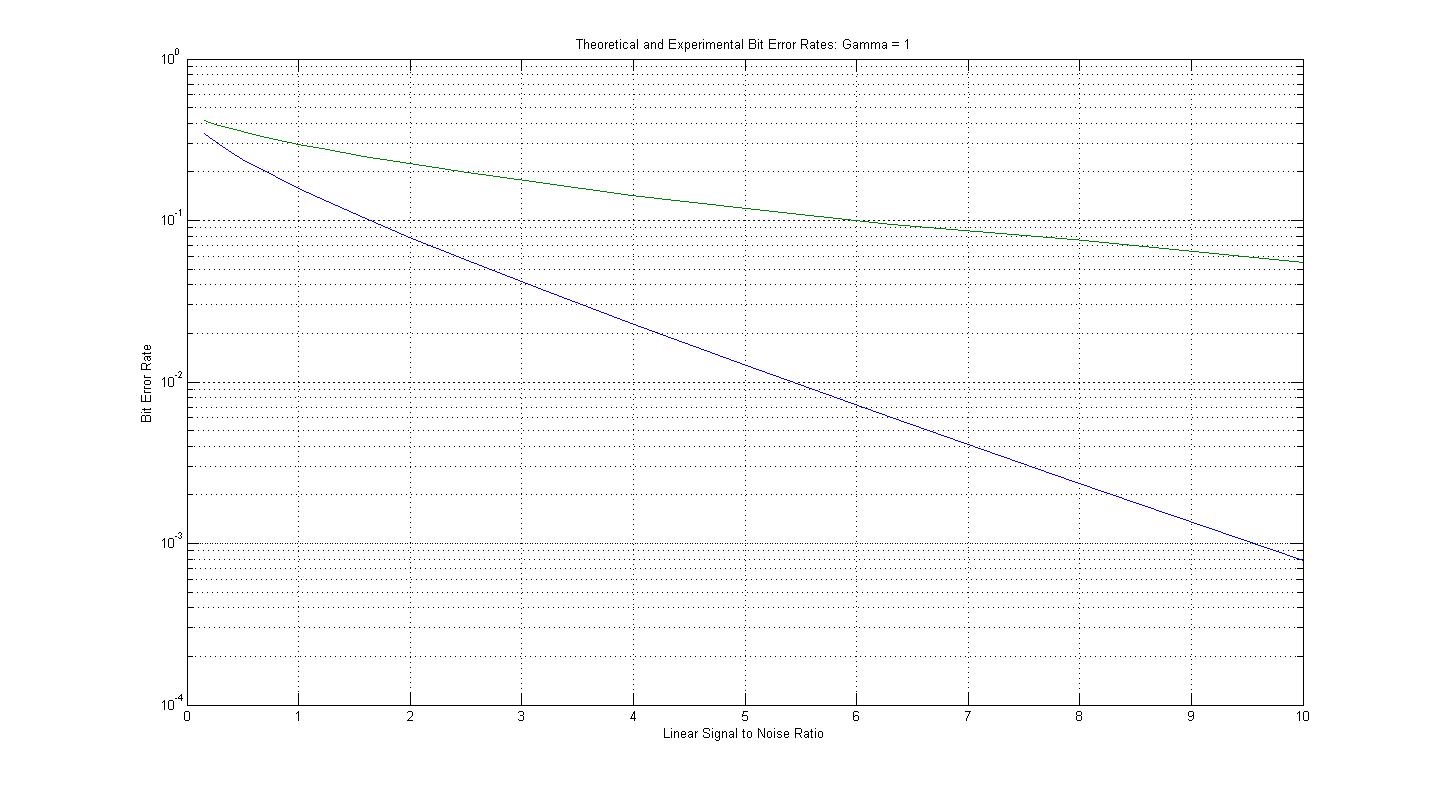 Theoretical and Experimental Bit Error Rates: Gamma = 1
10^0
10^-1
10^-2
10^-3
10^-4
Bit Error Rate
0 1 2 3 4 5 6 7 8 9 10
Linear Signal to Noise Ratio